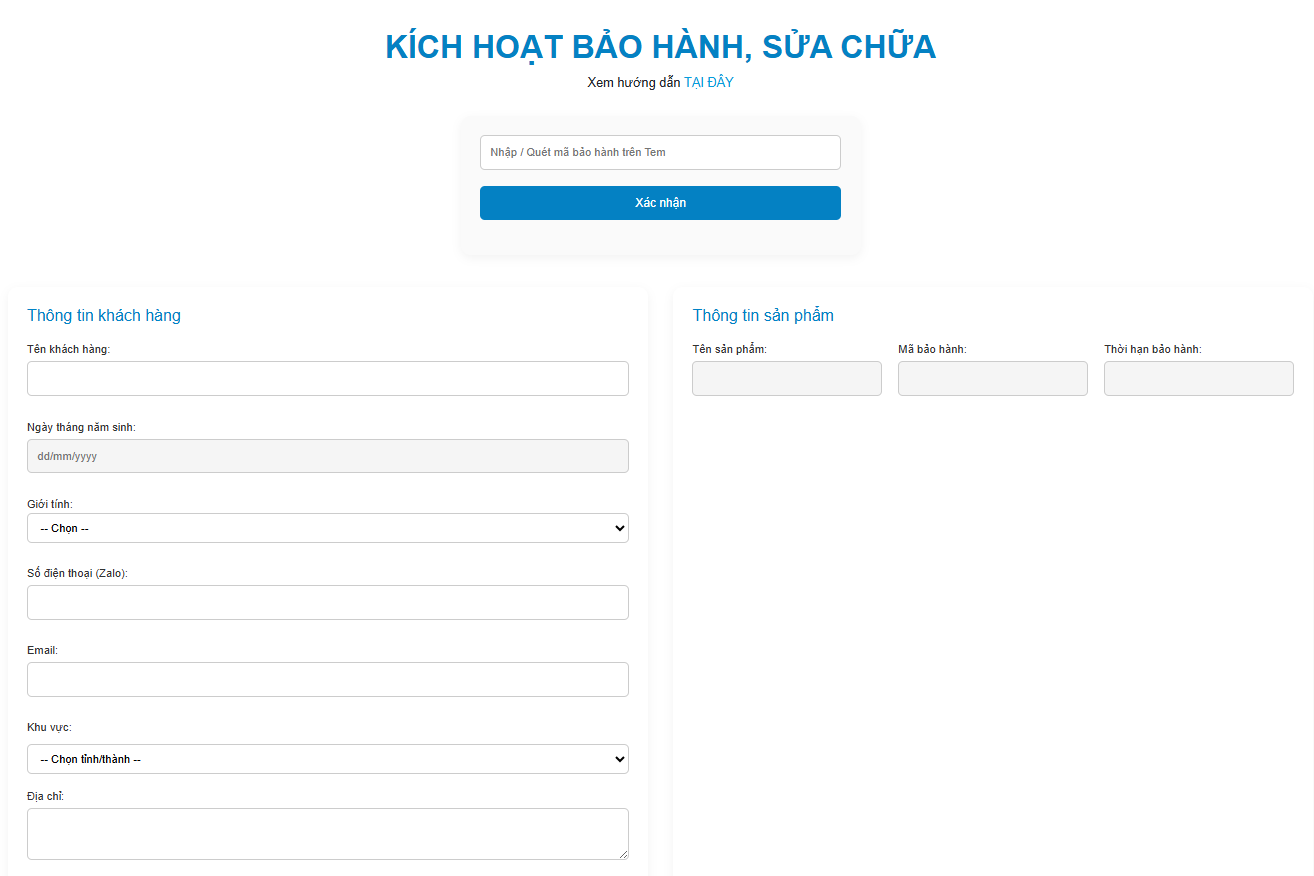 KÍCH HOẠT BẢO HÀNH, SỬA CHỮA
Xem hướng dẫn TẠI ĐÂY
Nhập / Quét mã bảo hành trên Tem
Xác nhận
Thông tin khách hàng
Tên khách hàng:
Ngày tháng năm sinh:
dd/mm/yyyy
Giới tính:
-- Chọn --
Số điện thoại (Zalo):
Email:
Khu vực:
-- Chọn tỉnh/thành --
Địa chỉ:
Thông tin sản phẩm
Tên sản phẩm: Mã bảo hành: Thời hạn bảo hành: